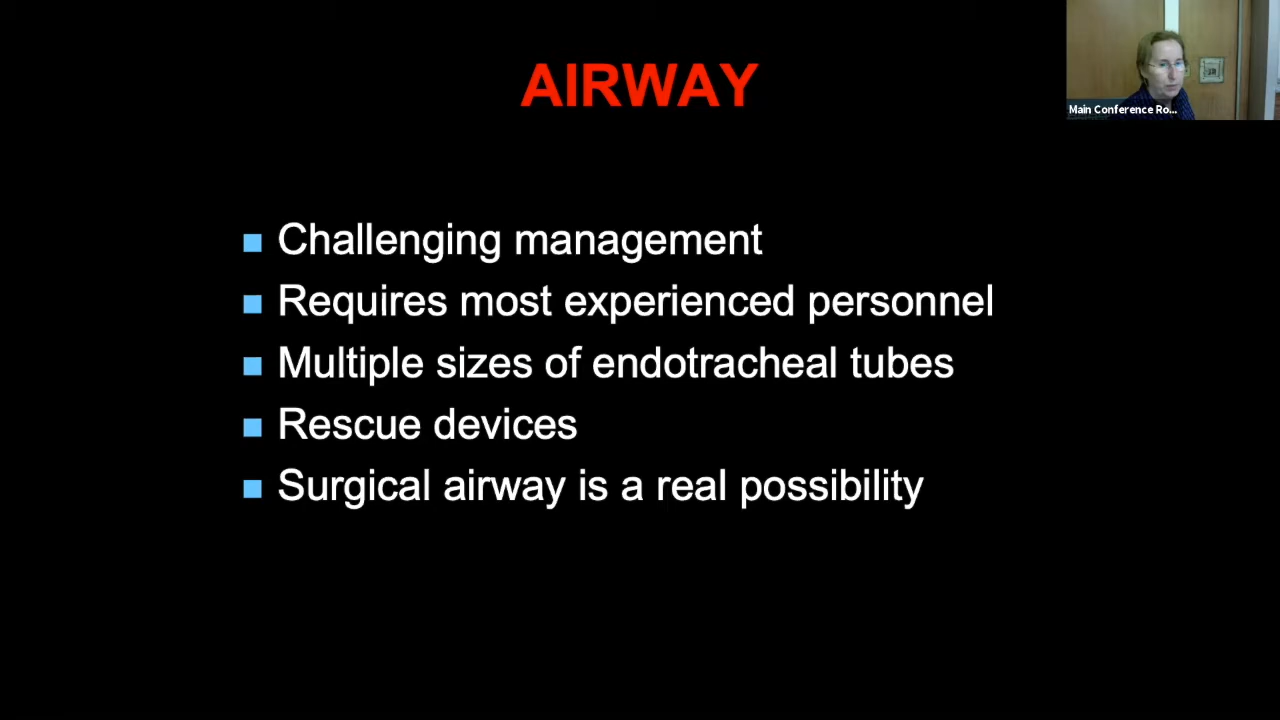 AIRWAY
Main Conference Ro...
Challenging management
Requires most experienced personnel
Multiple sizes of endotracheal tubes
Rescue devices
Surgical airway is a real possibility